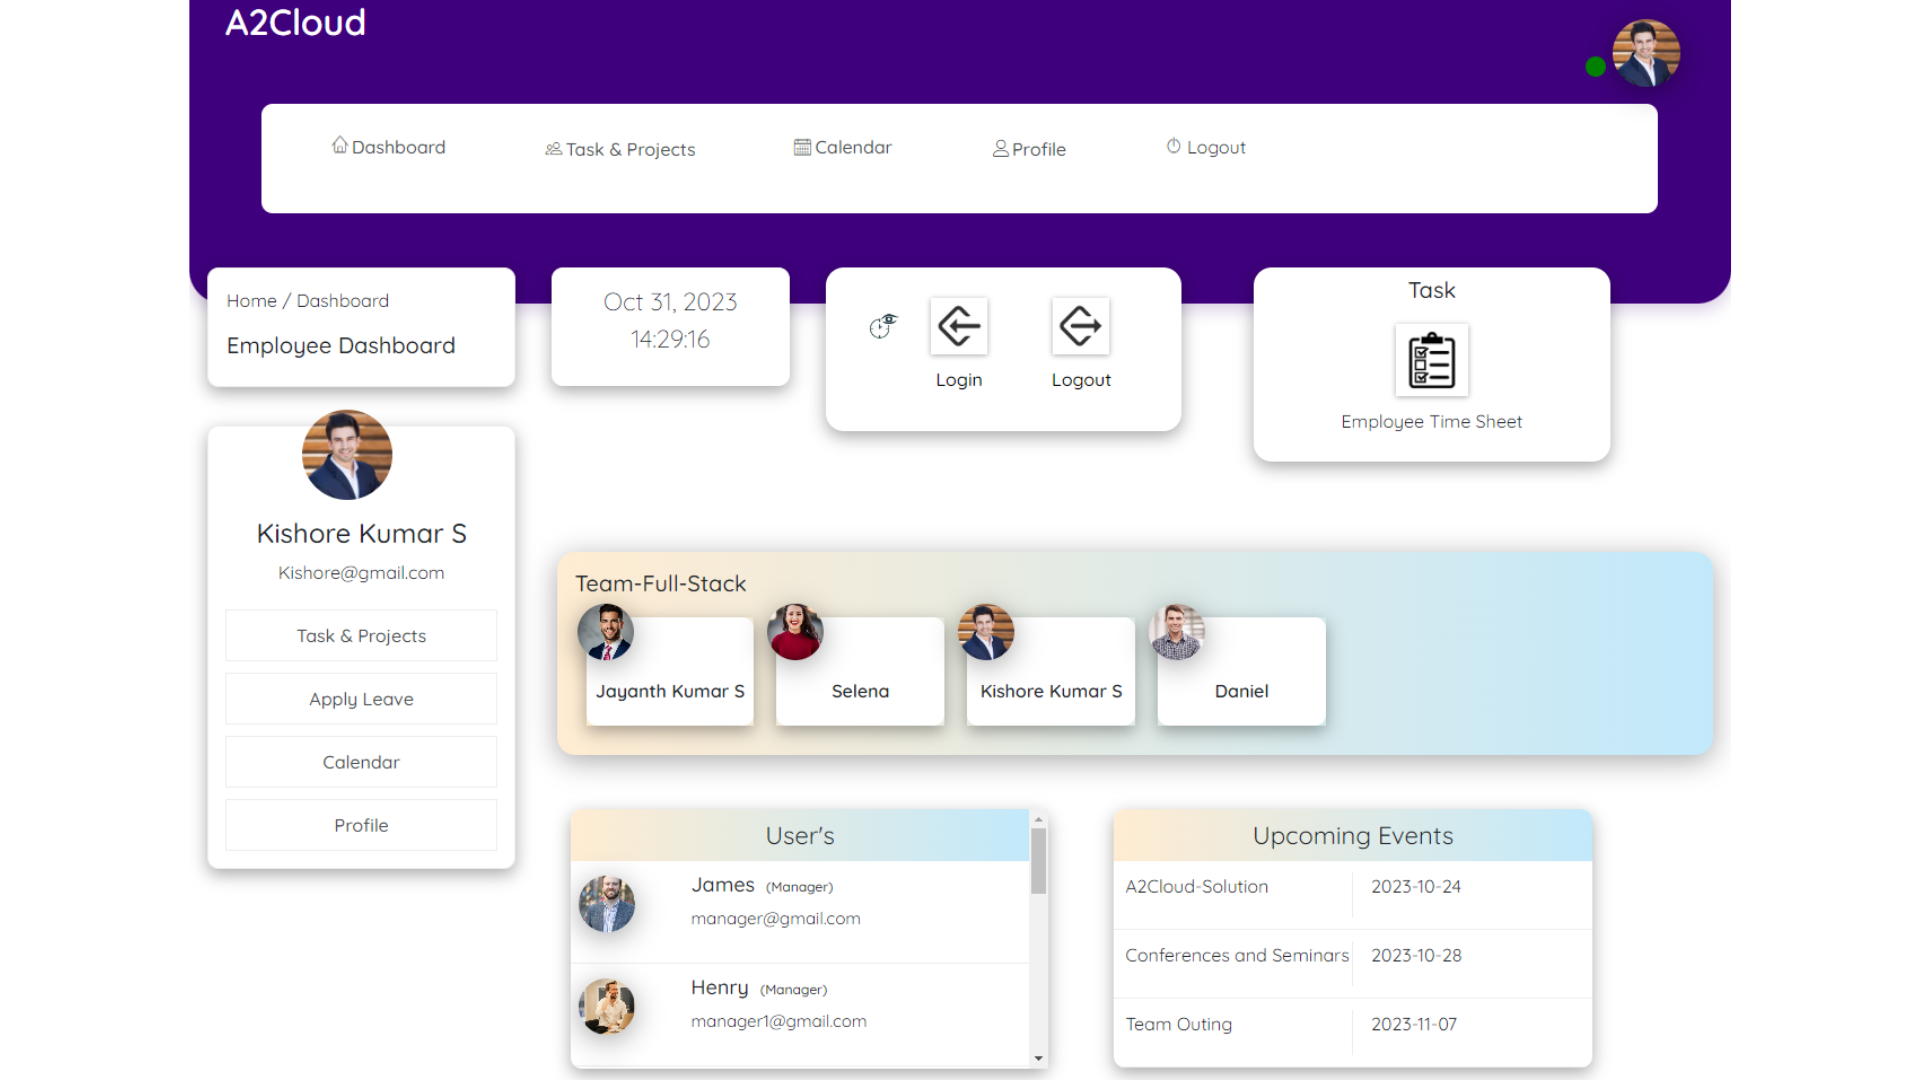 A2Cloud
Dashboard
Task & Projects
Calendar
Profile
Logout
Home / Dashboard
Employee Dashboard
Oct 31, 2023
14:29:16
Login
Logout
Task
Employee Time Sheet
Kishore Kumar S
Kishore@gmail.com
Task & Projects
Apply Leave
Calendar
Profile
Team-Full-Stack
Jayanth Kumar S
Selena
Kishore Kumar S
Daniel
User's
James (Manager)
manager@gmail.com
Henry (Manager)
manager1@gmail.com
Upcoming Events
A2Cloud-Solution 2023-10-24
Conferences and Seminars 2023-10-28
Team Outing 2023-11-07